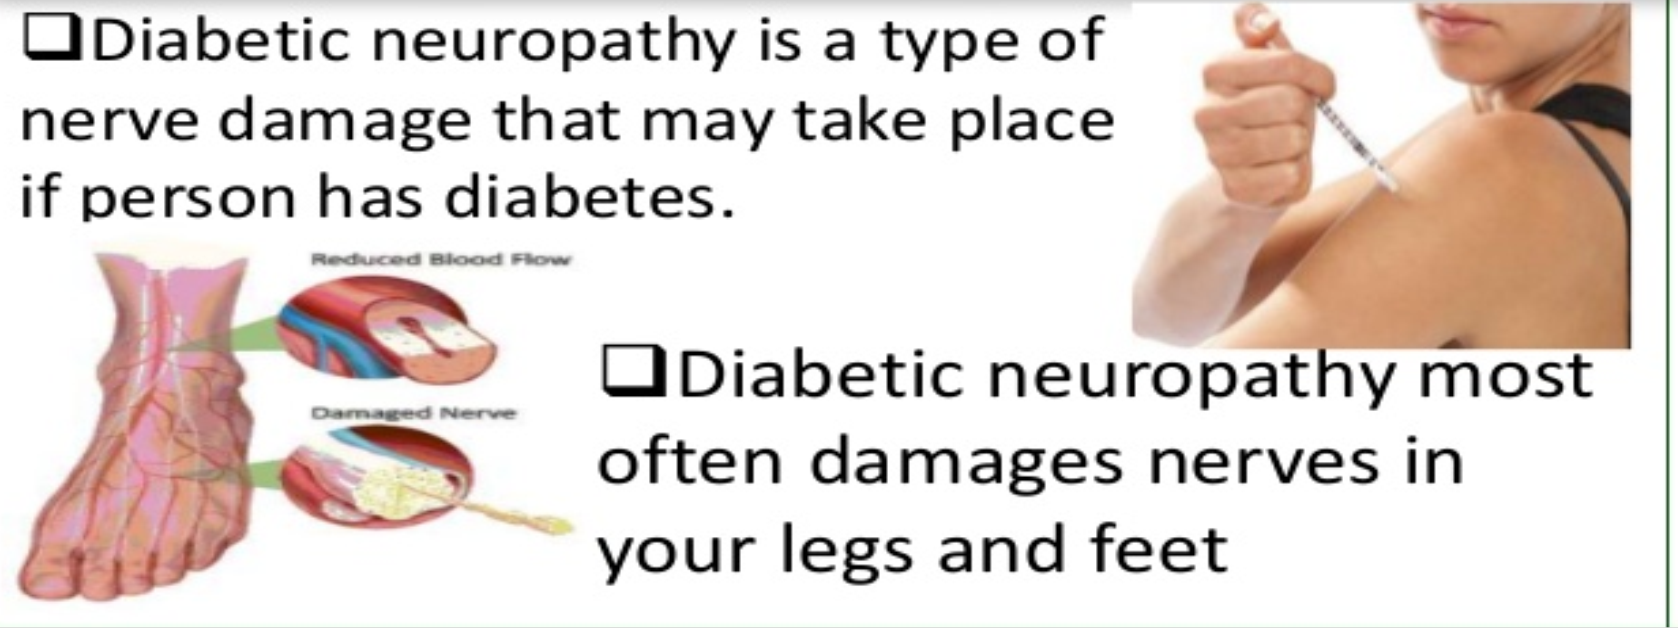 ❑Diabetic neuropathy is a type of
nerve damage that may take place
if person has diabetes.
Reduced Blood Flow
Damaged Nerve
❑Diabetic neuropathy most
often damages nerves in
your legs and feet